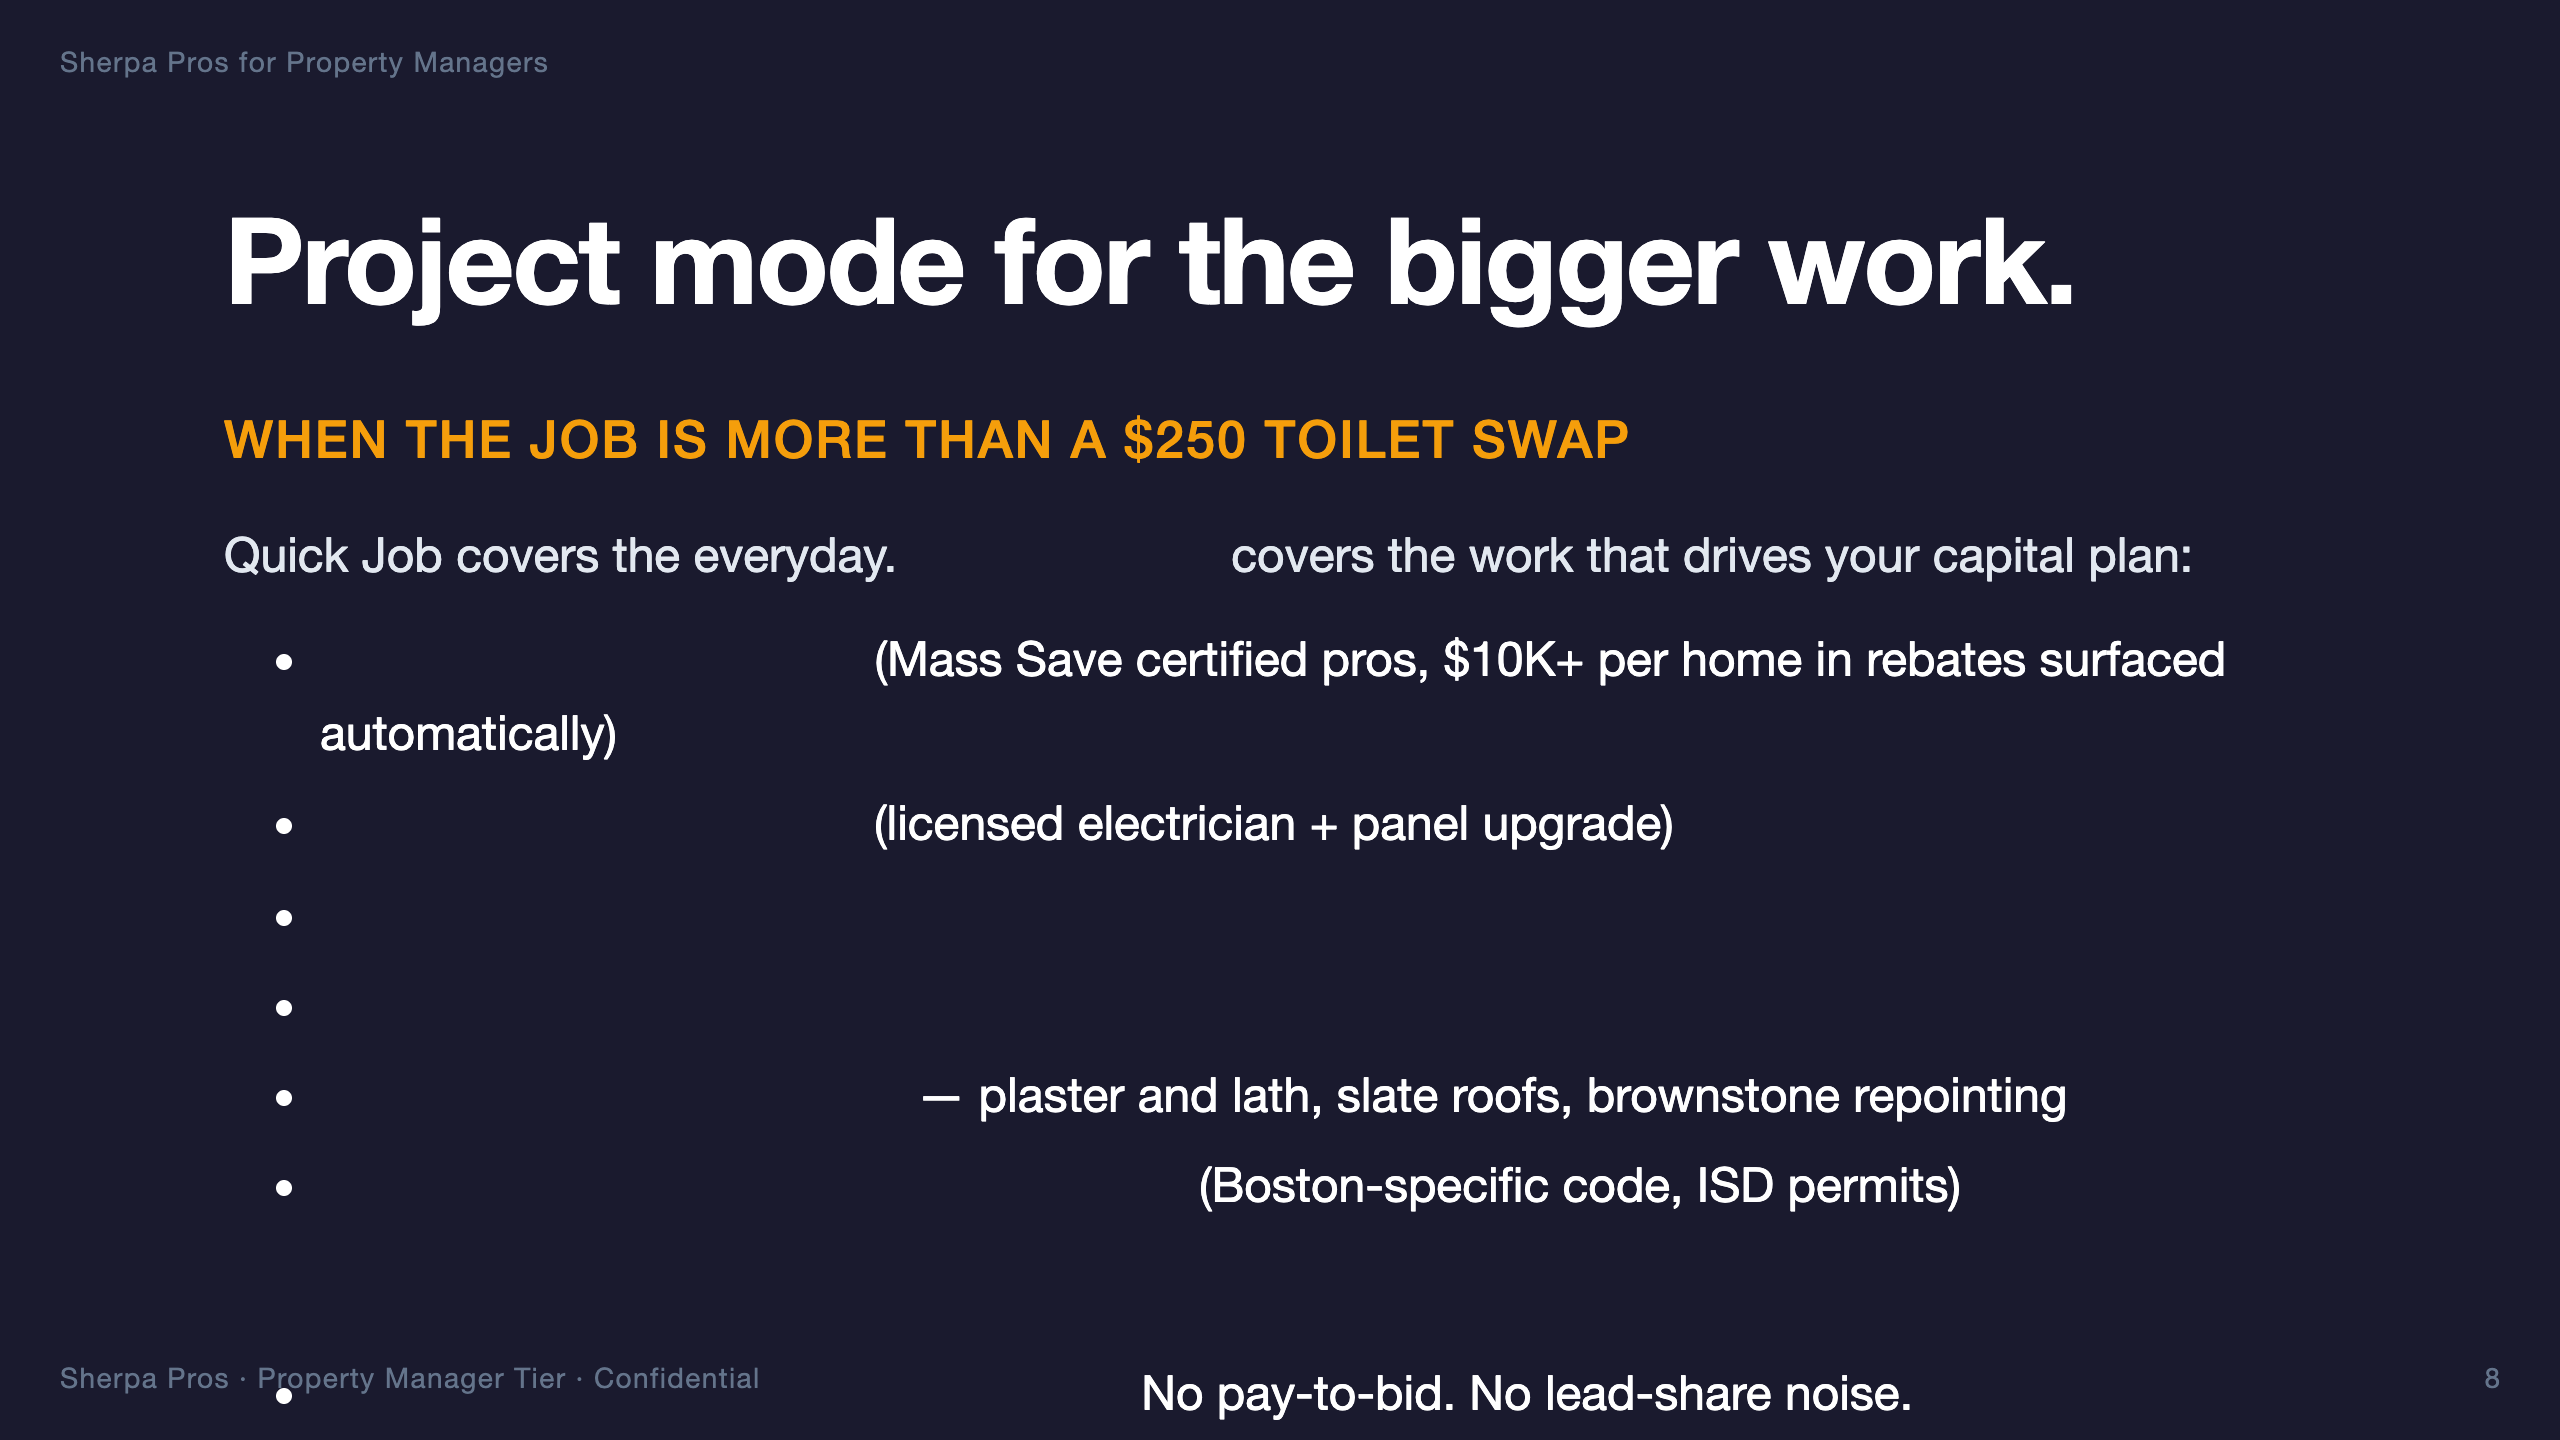 Sherpa Pros for Property Managers
Project mode for the bigger work.
WHEN THE JOB IS MORE THAN A $250 TOILET SWAP
Quick Job covers the everyday. covers the work that drives your capital plan:
• (Mass Save certified pros, $10K+ per home in rebates surfaced
automatically)
• (licensed electrician + panel upgrade)
•
•
• — plaster and lath, slate roofs, brownstone repointing
• (Boston-specific code, ISD permits)
• No pay-to-bid. No lead-share noise.
Sherpa Pros · Property Manager Tier · Confidential
8